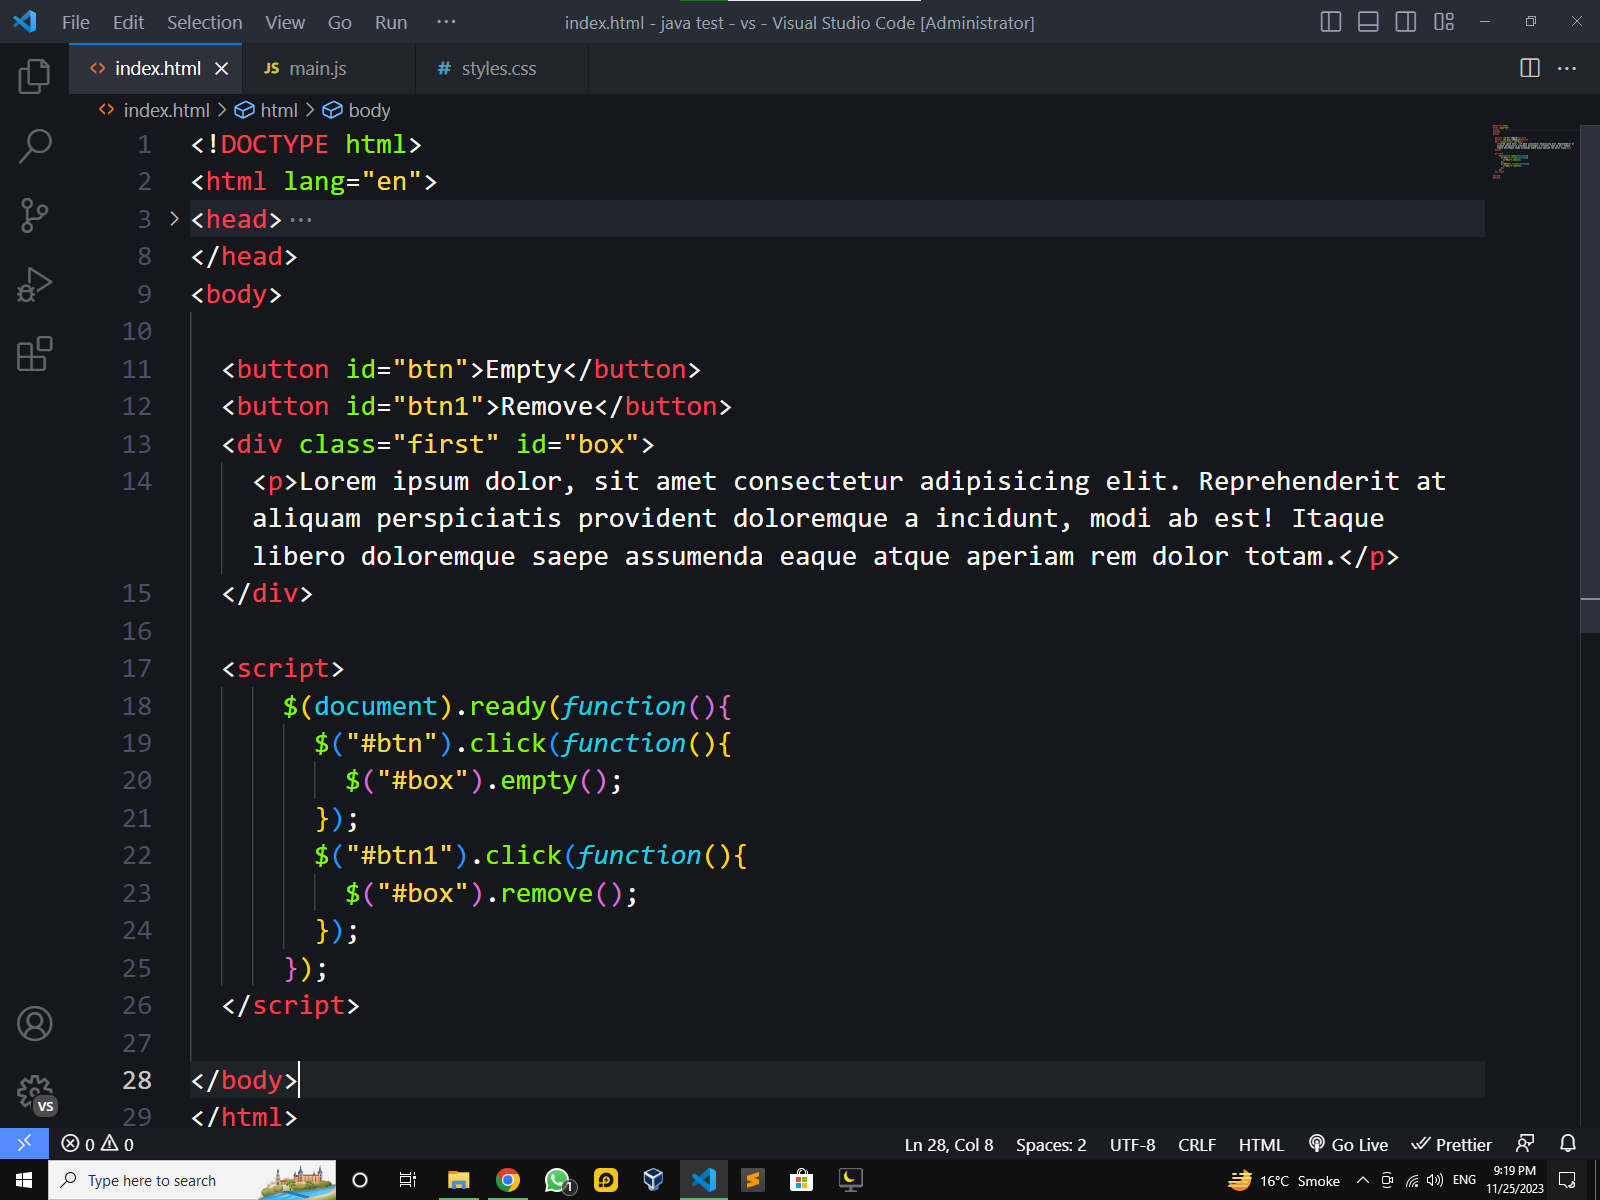 File Edit Selection View Go Run ··· index.html - java test - vs - Visual Studio Code [Administrator]
<> index.html × JS main.js # styles.css ···
<> index.html > html > body
1 <!DOCTYPE html>
2 <html lang="en">
3 > <head> ···
8 </head>
9 <body>
10
11 <button id="btn">Empty</button>
12 <button id="btn1">Remove</button>
13 <div class="first" id="box">
14 <p>Lorem ipsum dolor, sit amet consectetur adipisicing elit. Reprehenderit at
aliquam perspiciatis provident doloremque a incidunt, modi ab est! Itaque
libero doloremque saepe assumenda eaque atque aperiam rem dolor totam.</p>
15 </div>
16
17 <script>
18 $(document).ready(function(){
19 $("#btn").click(function(){
20 $("#box").empty();
21 });
22 $("#btn1").click(function(){
23 $("#box").remove();
24 });
25 });
26 </script>
27
28 </body>
29 </html>
VS
0 0 Ln 28, Col 8 Spaces: 2 UTF-8 CRLF HTML Go Live Prettier
Type here to search 1 16°C Smoke ENG 9:19 PM
11/25/2023